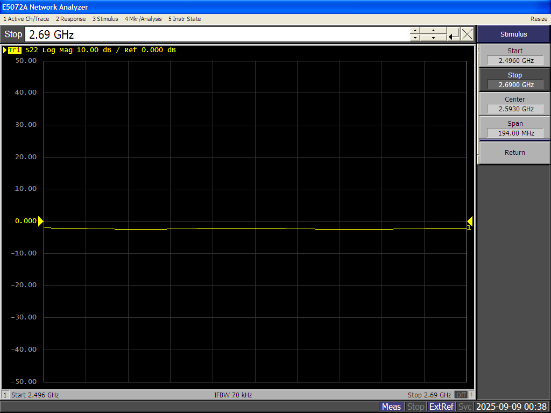 E5072A Network Analyzer
1 Active Ch/Trace 2 Response 3 Stimulus 4 Mkr/Analysis 5 Instr State
Resize
Stop 2.69 GHz
Tr1 S22 Log Mag 10.00 dB / Ref 0.000 dB
50.00
40.00
30.00
20.00
10.00
0.000
-10.00
-20.00
-30.00
-40.00
-50.00
1
Stimulus
Start
2.4960 GHz
Stop
2.6900 GHz
Center
2.5930 GHz
Span
194.00 MHz
Return
Start 2.496 GHz IFBW 70 kHz Stop 2.69 GHz Off
Meas Stop ExtRef Svc 2025-09-09 00:38